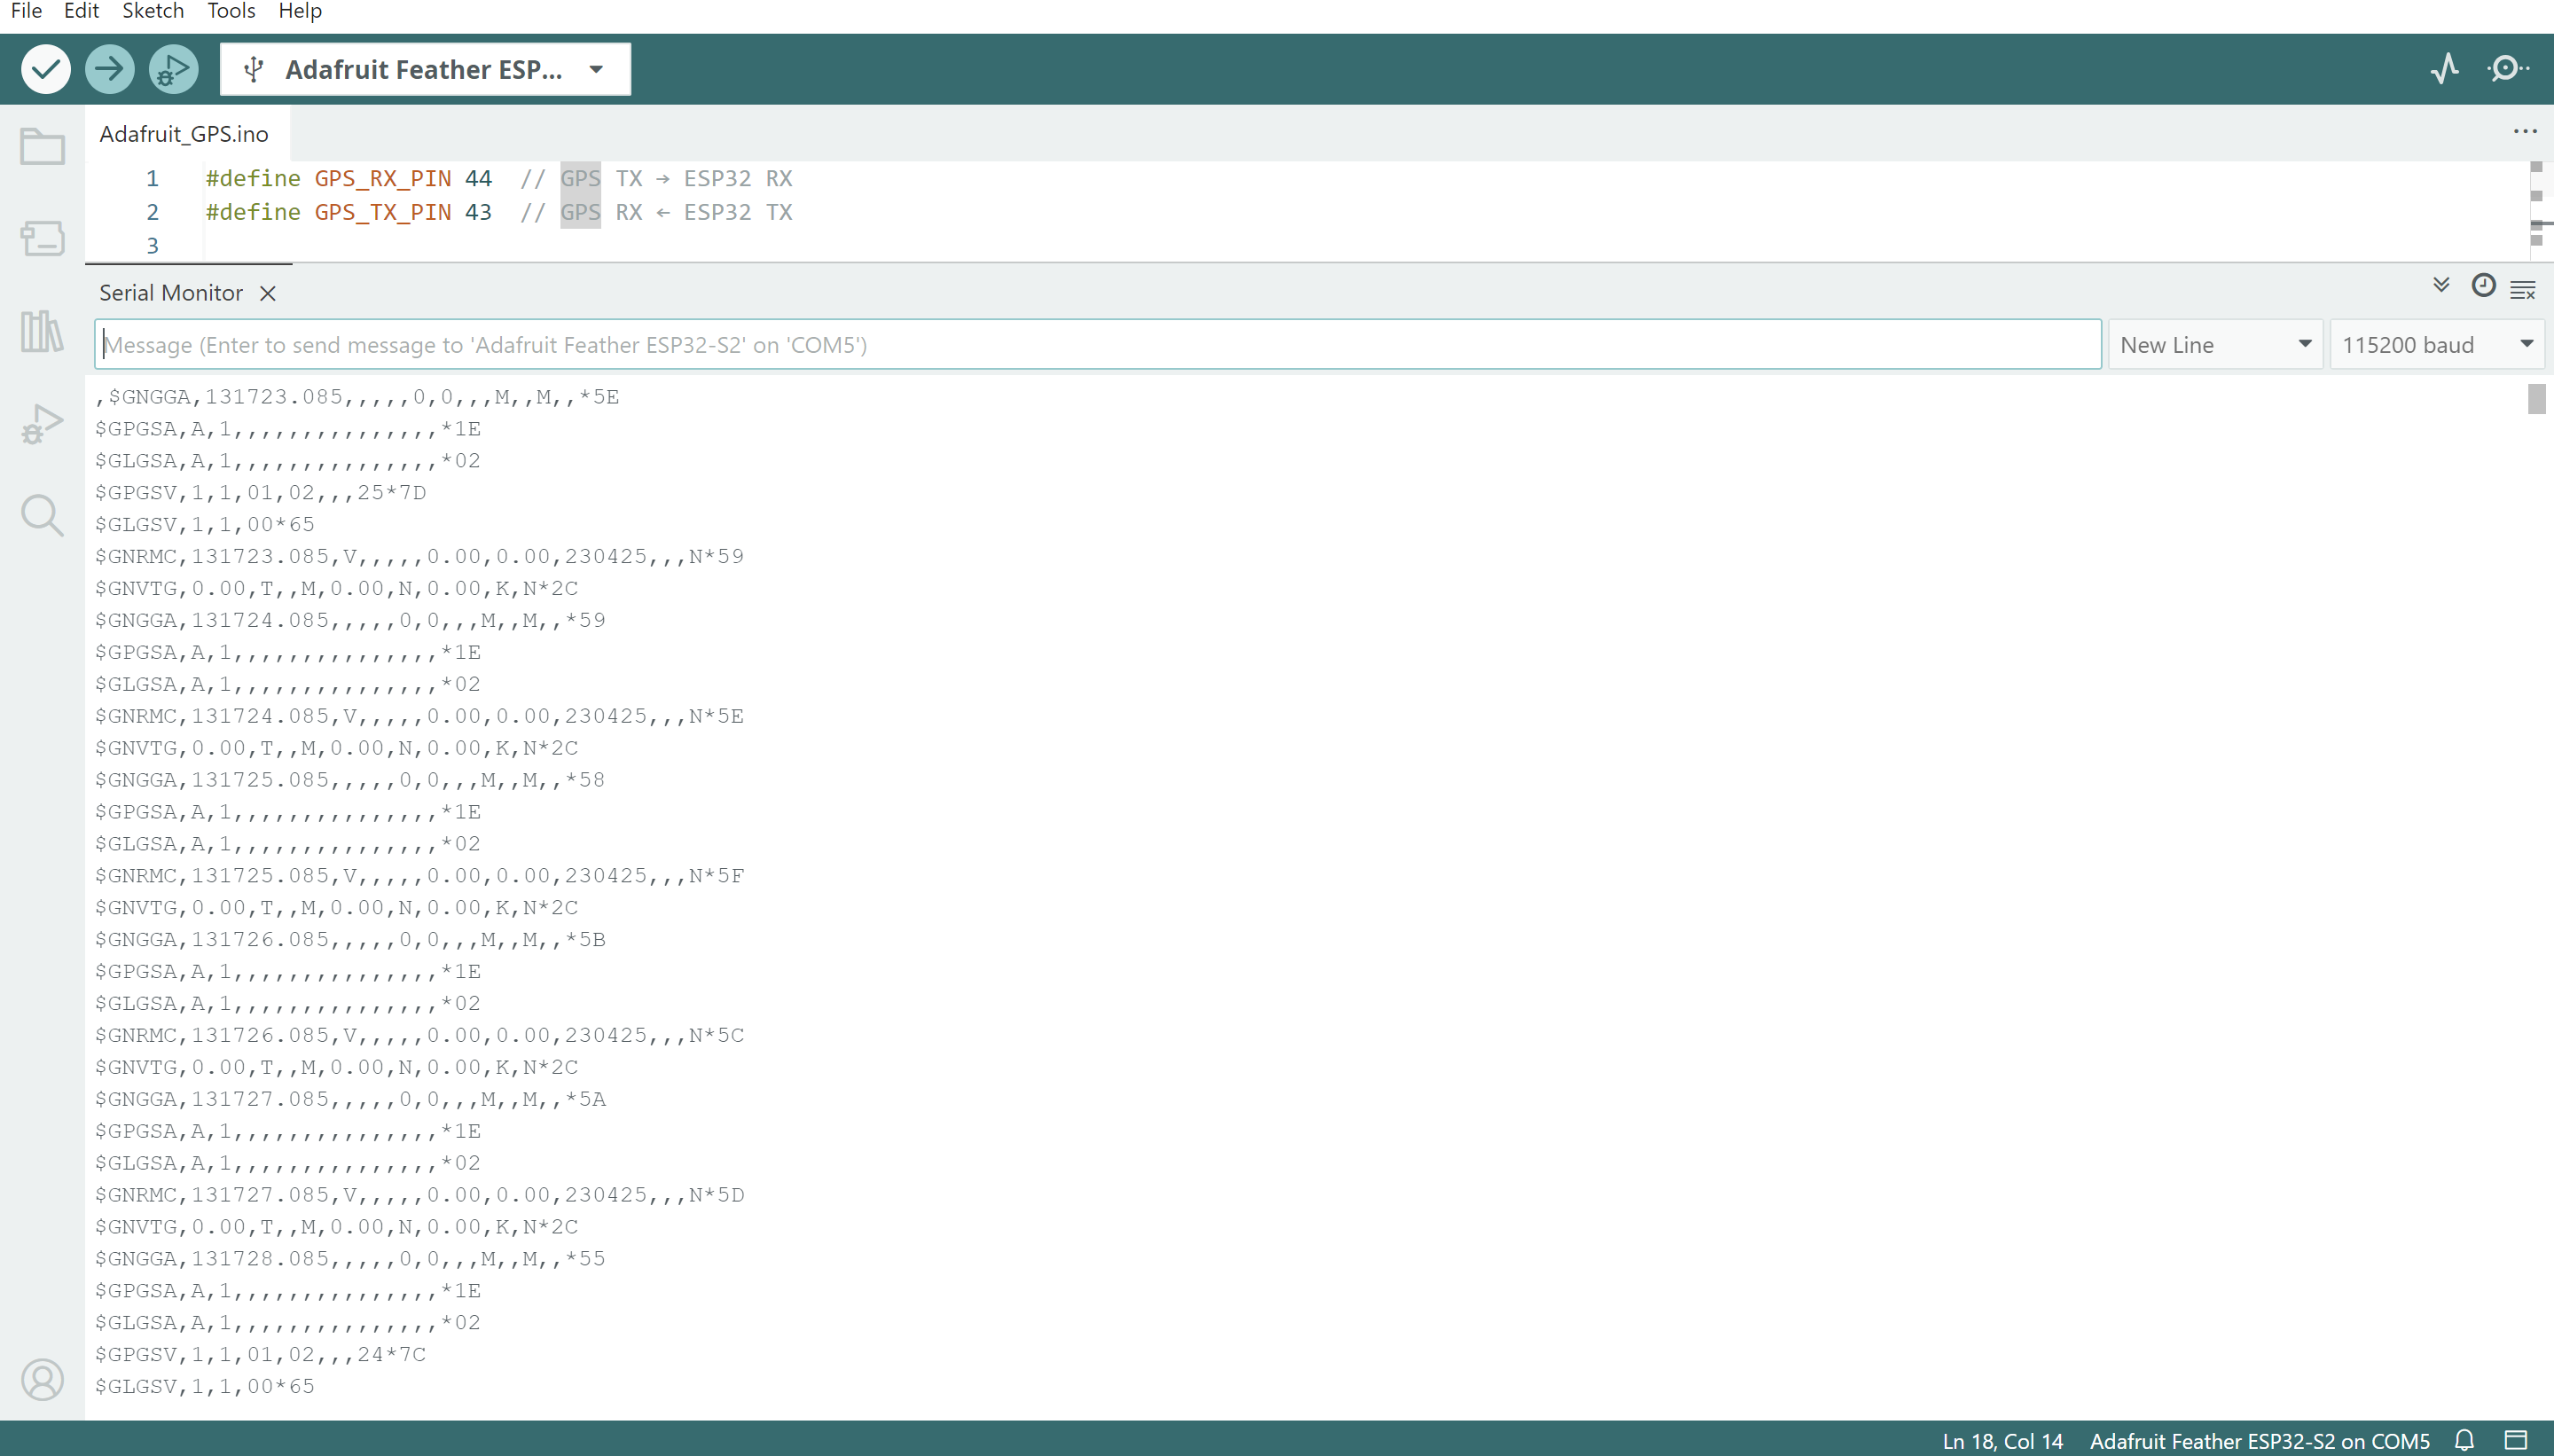 File Edit Sketch Tools Help
Adafruit Feather ESP...
Adafruit_GPS.ino
1 #define GPS_RX_PIN 44 // GPS TX → ESP32 RX
2 #define GPS_TX_PIN 43 // GPS RX ← ESP32 TX
3
Serial Monitor
Message (Enter to send message to 'Adafruit Feather ESP32-S2' on 'COM5') New Line 115200 baud
,$GNGGA,131723.085,,,,,0,0,,,M,,M,,*5E
$GPGSA,A,1,,,,,,,,,,,,,,,*1E
$GLGSA,A,1,,,,,,,,,,,,,,,*02
$GPGSV,1,1,01,02,,,25*7D
$GLGSV,1,1,00*65
$GNRMC,131723.085,V,,,,,0.00,0.00,230425,,,N*59
$GNVTG,0.00,T,,M,0.00,N,0.00,K,N*2C
$GNGGA,131724.085,,,,,0,0,,,M,,M,,*59
$GPGSA,A,1,,,,,,,,,,,,,,,*1E
$GLGSA,A,1,,,,,,,,,,,,,,,*02
$GNRMC,131724.085,V,,,,,0.00,0.00,230425,,,N*5E
$GNVTG,0.00,T,,M,0.00,N,0.00,K,N*2C
$GNGGA,131725.085,,,,,0,0,,,M,,M,,*58
$GPGSA,A,1,,,,,,,,,,,,,,,*1E
$GLGSA,A,1,,,,,,,,,,,,,,,*02
$GNRMC,131725.085,V,,,,,0.00,0.00,230425,,,N*5F
$GNVTG,0.00,T,,M,0.00,N,0.00,K,N*2C
$GNGGA,131726.085,,,,,0,0,,,M,,M,,*5B
$GPGSA,A,1,,,,,,,,,,,,,,,*1E
$GLGSA,A,1,,,,,,,,,,,,,,,*02
$GNRMC,131726.085,V,,,,,0.00,0.00,230425,,,N*5C
$GNVTG,0.00,T,,M,0.00,N,0.00,K,N*2C
$GNGGA,131727.085,,,,,0,0,,,M,,M,,*5A
$GPGSA,A,1,,,,,,,,,,,,,,,*1E
$GLGSA,A,1,,,,,,,,,,,,,,,*02
$GNRMC,131727.085,V,,,,,0.00,0.00,230425,,,N*5D
$GNVTG,0.00,T,,M,0.00,N,0.00,K,N*2C
$GNGGA,131728.085,,,,,0,0,,,M,,M,,*55
$GPGSA,A,1,,,,,,,,,,,,,,,*1E
$GLGSA,A,1,,,,,,,,,,,,,,,*02
$GPGSV,1,1,01,02,,,24*7C
$GLGSV,1,1,00*65
Ln 18, Col 14 Adafruit Feather ESP32-S2 on COM5